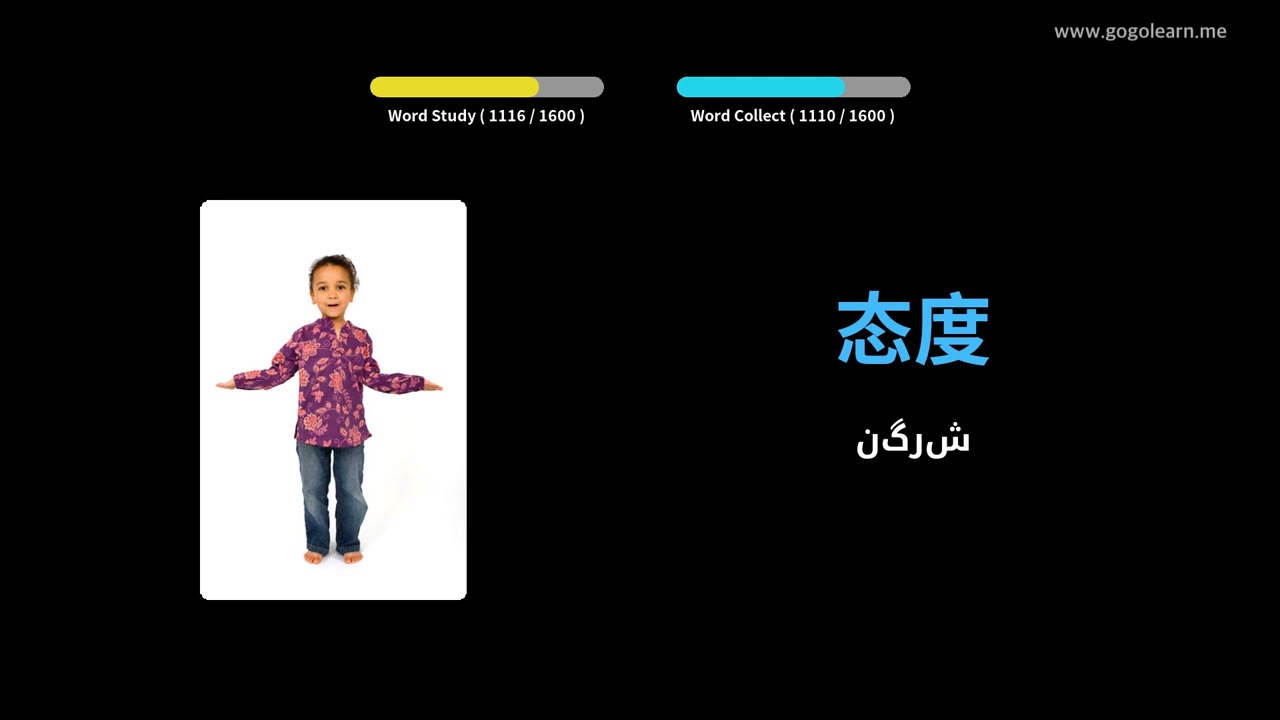 www.gogolearn.me
Word Study ( 1116 / 1600 )
Word Collect ( 1110 / 1600 )
态度
شرگن